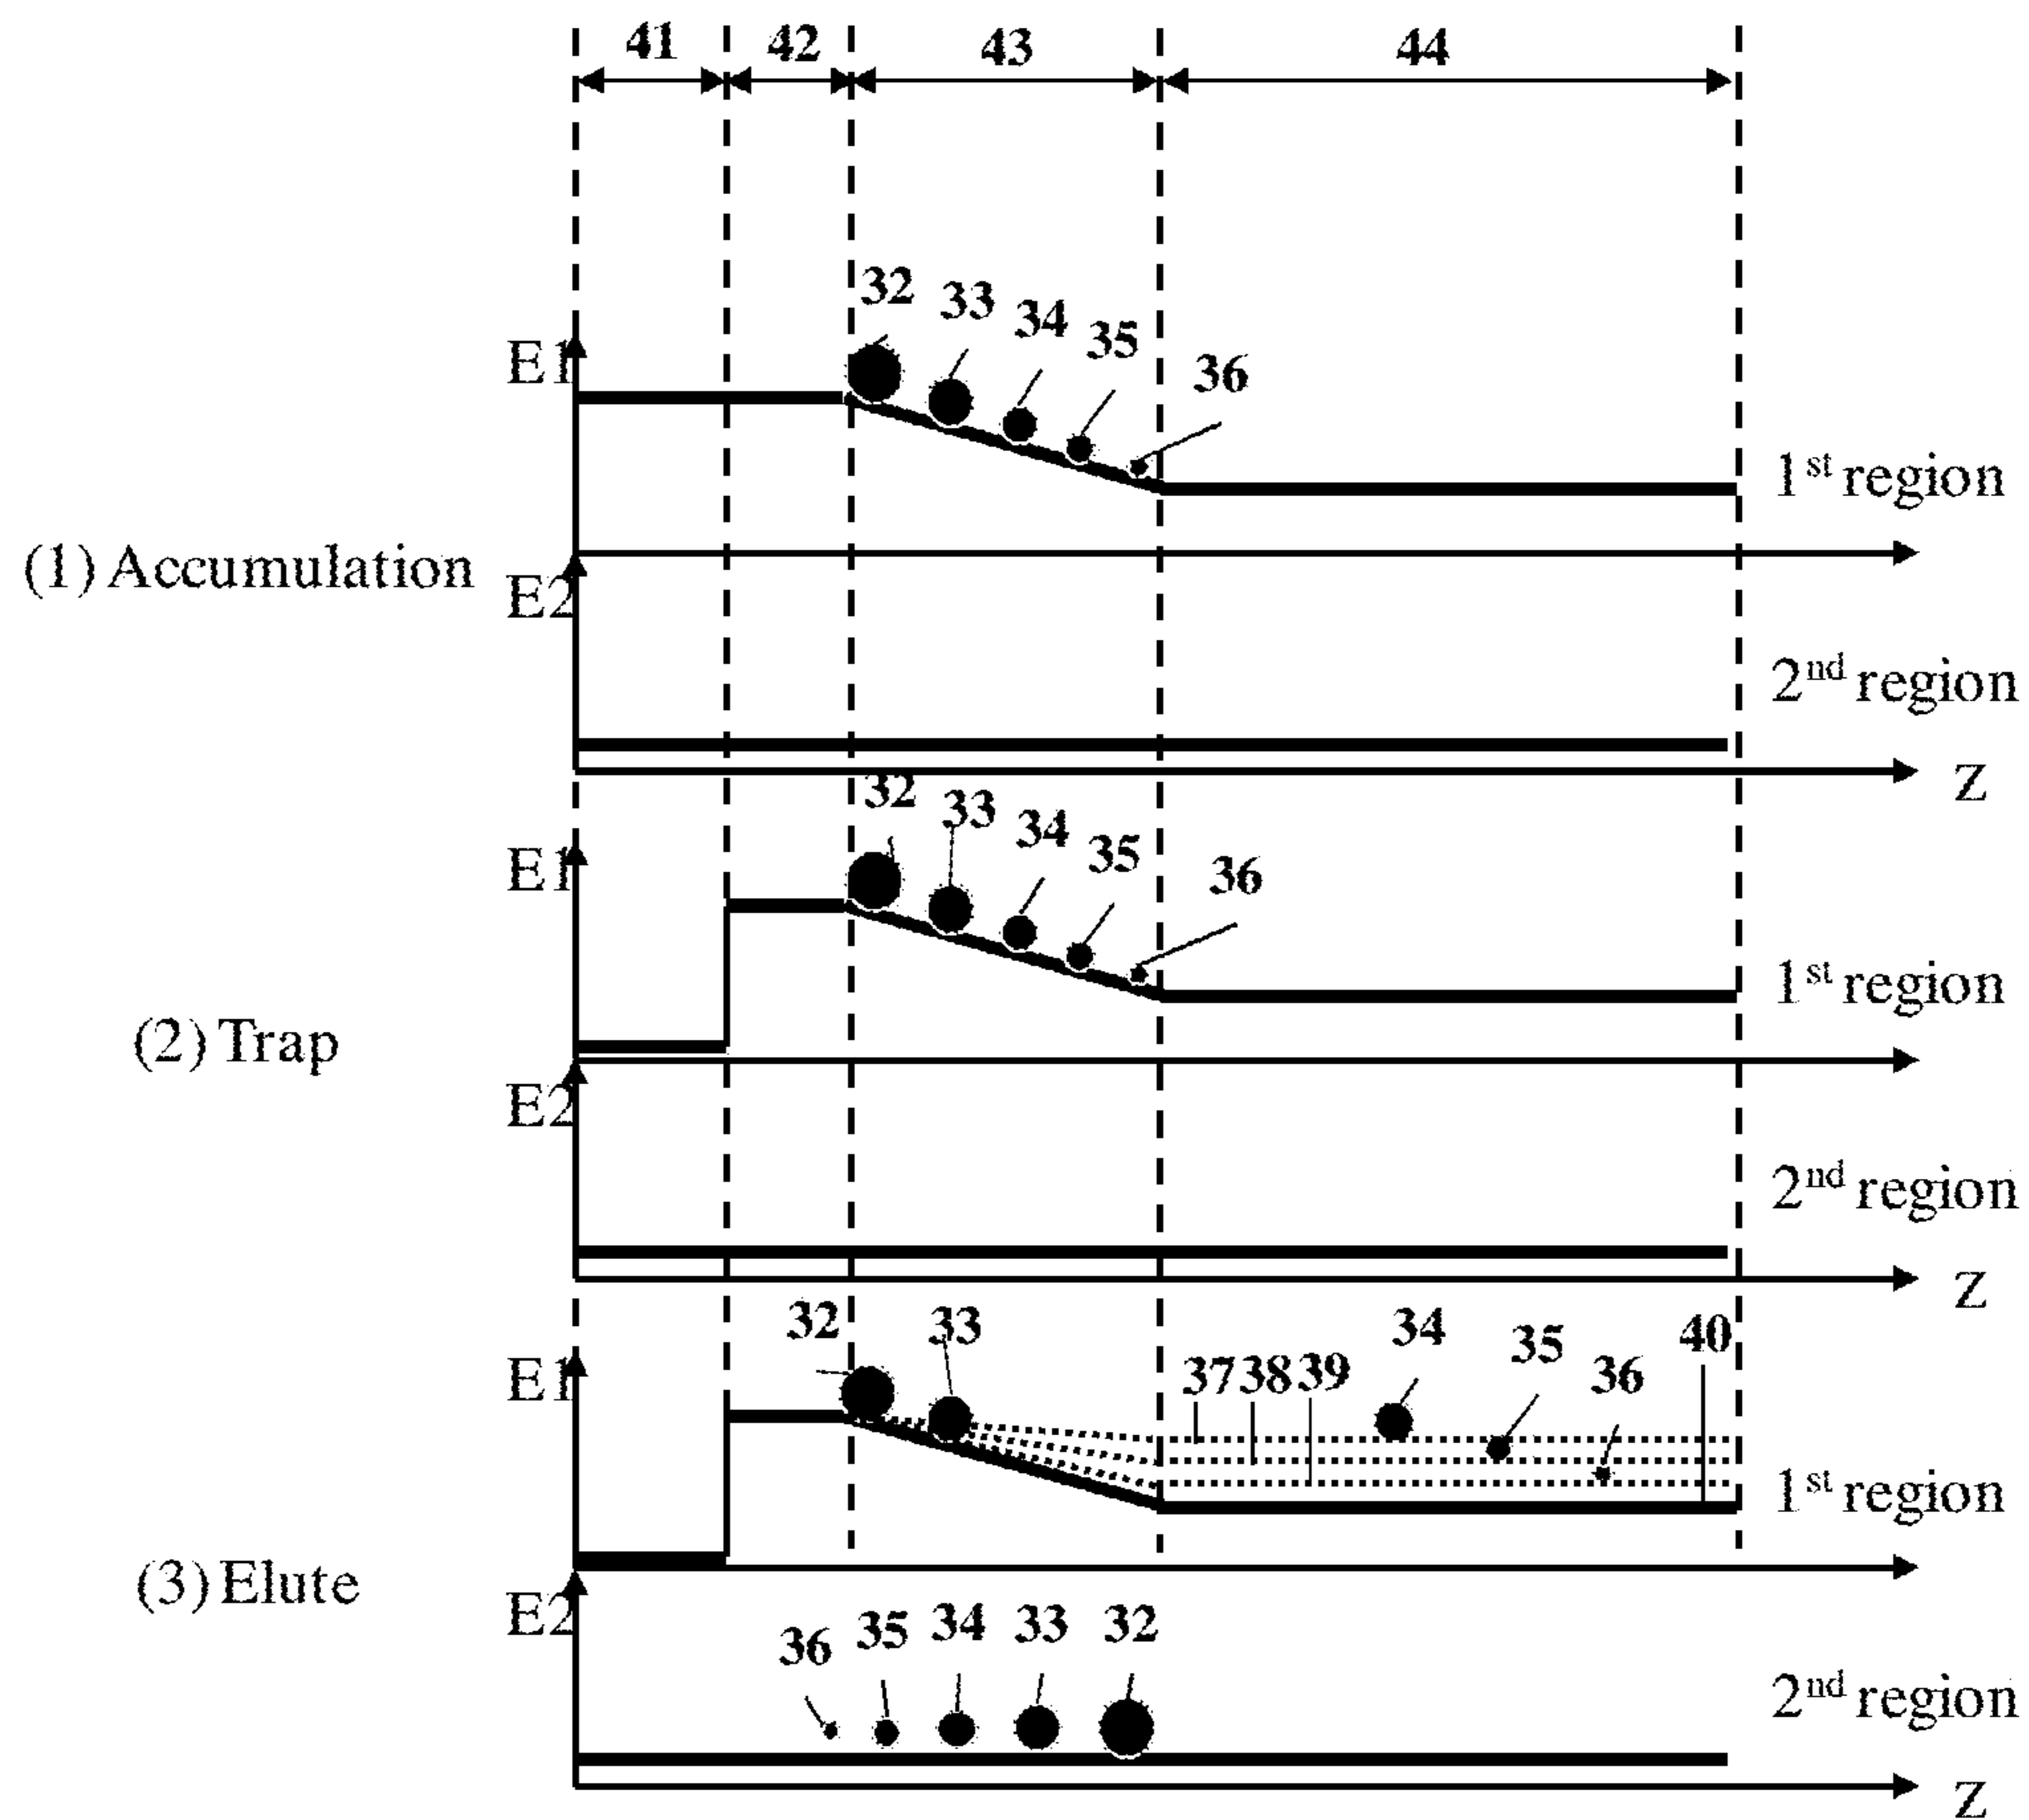 41 42 43 44
32 33 34 35 36
E1
1st region
(1) Accumulation
E2
2nd region
Z
32 33 34 35 36
E1
1st region
(2) Trap
E2
2nd region
Z
32 33 34 35 36 40
E1 37 38 39
1st region
(3) Elute
E2
36 35 34 33 32
2nd region
Z